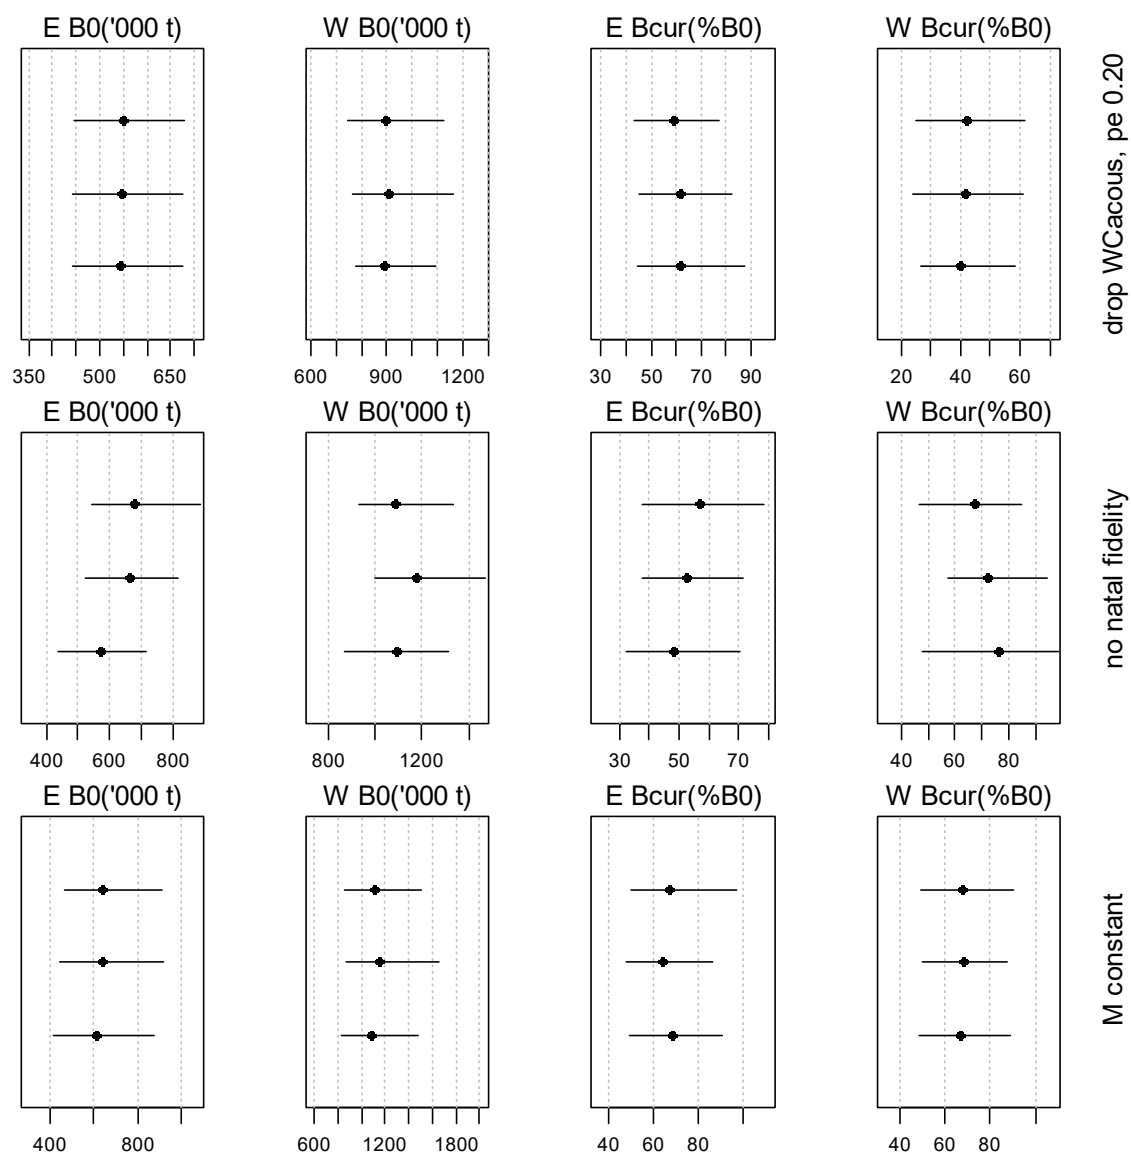 E B0('000 t) W B0('000 t) E Bcur(%B0) W Bcur(%B0)
drop WCacous, pe 0.20
350 500 650 600 900 1200 30 50 70 90 20 40 60
E B0('000 t) W B0('000 t) E Bcur(%B0) W Bcur(%B0)
no natal fidelity
400 600 800 800 1200 30 50 70 40 60 80
E B0('000 t) W B0('000 t) E Bcur(%B0) W Bcur(%B0)
M constant
400 800 600 1200 1800 40 60 80 40 60 80